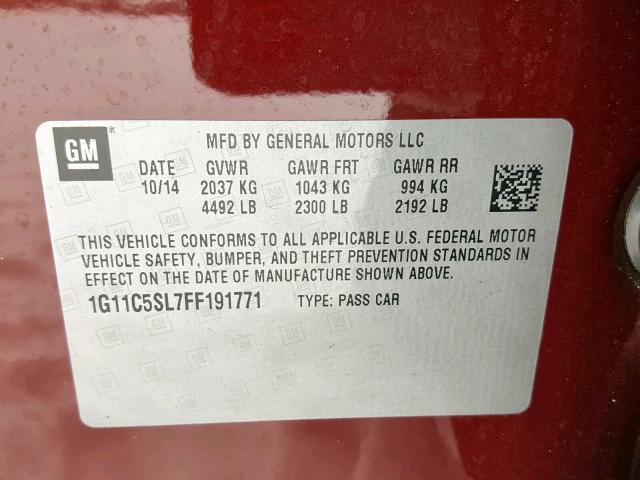 GM®
MFD BY GENERAL MOTORS LLC
DATE GVWR GAWR FRT GAWR RR
10/14 2037 KG 1043 KG 994 KG
4492 LB 2300 LB 2192 LB
THIS VEHICLE CONFORMS TO ALL APPLICABLE U.S. FEDERAL MOTOR
VEHICLE SAFETY, BUMPER, AND THEFT PREVENTION STANDARDS IN
EFFECT ON THE DATE OF MANUFACTURE SHOWN ABOVE.
1G11C5SL7FF191771 TYPE: PASS CAR